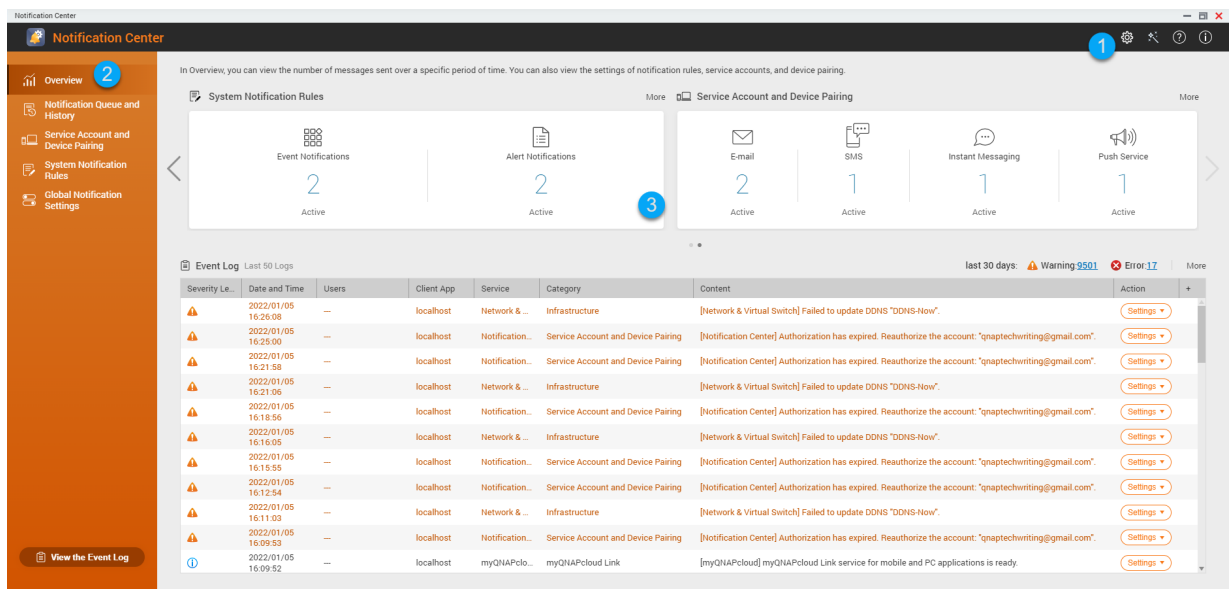 Notification Center
Notification Center
1
Overview
2
Notification Queue and
History
Service Account and
Device Pairing
System Notification
Rules
Global Notification
Settings
View the Event Log
In Overview, you can view the number of messages sent over a specific period of time. You can also view the settings of notification rules, service accounts, and device pairing.
System Notification Rules More
Event Notifications Alert Notifications
2 2
Active Active
3
Service Account and Device Pairing More
E-mail SMS Instant Messaging Push Service
2 1 1 1
Active Active Active Active
Event Log Last 50 Logs last 30 days: Warning:9501 Error:17 More
Severity Le... Date and Time Users Client App Service Category Content Action +
2022/01/05
16:26:08 --- localhost Network & ... Infrastructure [Network & Virtual Switch] Failed to update DDNS "DDNS-Now". Settings
2022/01/05
16:25:00 --- localhost Notification... Service Account and Device Pairing [Notification Center] Authorization has expired. Reauthorize the account: "qnaptechwriting@gmail.com". Settings
2022/01/05
16:21:58 --- localhost Notification... Service Account and Device Pairing [Notification Center] Authorization has expired. Reauthorize the account: "qnaptechwriting@gmail.com". Settings
2022/01/05
16:21:06 --- localhost Network & ... Infrastructure [Network & Virtual Switch] Failed to update DDNS "DDNS-Now". Settings
2022/01/05
16:18:56 --- localhost Notification... Service Account and Device Pairing [Notification Center] Authorization has expired. Reauthorize the account: "qnaptechwriting@gmail.com". Settings
2022/01/05
16:16:05 --- localhost Network & ... Infrastructure [Network & Virtual Switch] Failed to update DDNS "DDNS-Now". Settings
2022/01/05
16:15:55 --- localhost Notification... Service Account and Device Pairing [Notification Center] Authorization has expired. Reauthorize the account: "qnaptechwriting@gmail.com". Settings
2022/01/05
16:12:54 --- localhost Notification... Service Account and Device Pairing [Notification Center] Authorization has expired. Reauthorize the account: "qnaptechwriting@gmail.com". Settings
2022/01/05
16:11:03 --- localhost Network & ... Infrastructure [Network & Virtual Switch] Failed to update DDNS "DDNS-Now". Settings
2022/01/05
16:09:53 --- localhost Notification... Service Account and Device Pairing [Notification Center] Authorization has expired. Reauthorize the account: "qnaptechwriting@gmail.com". Settings
2022/01/05
16:09:52 --- localhost myQNAPclo... myQNAPcloud Link [myQNAPcloud] myQNAPcloud Link service for mobile and PC applications is ready. Settings